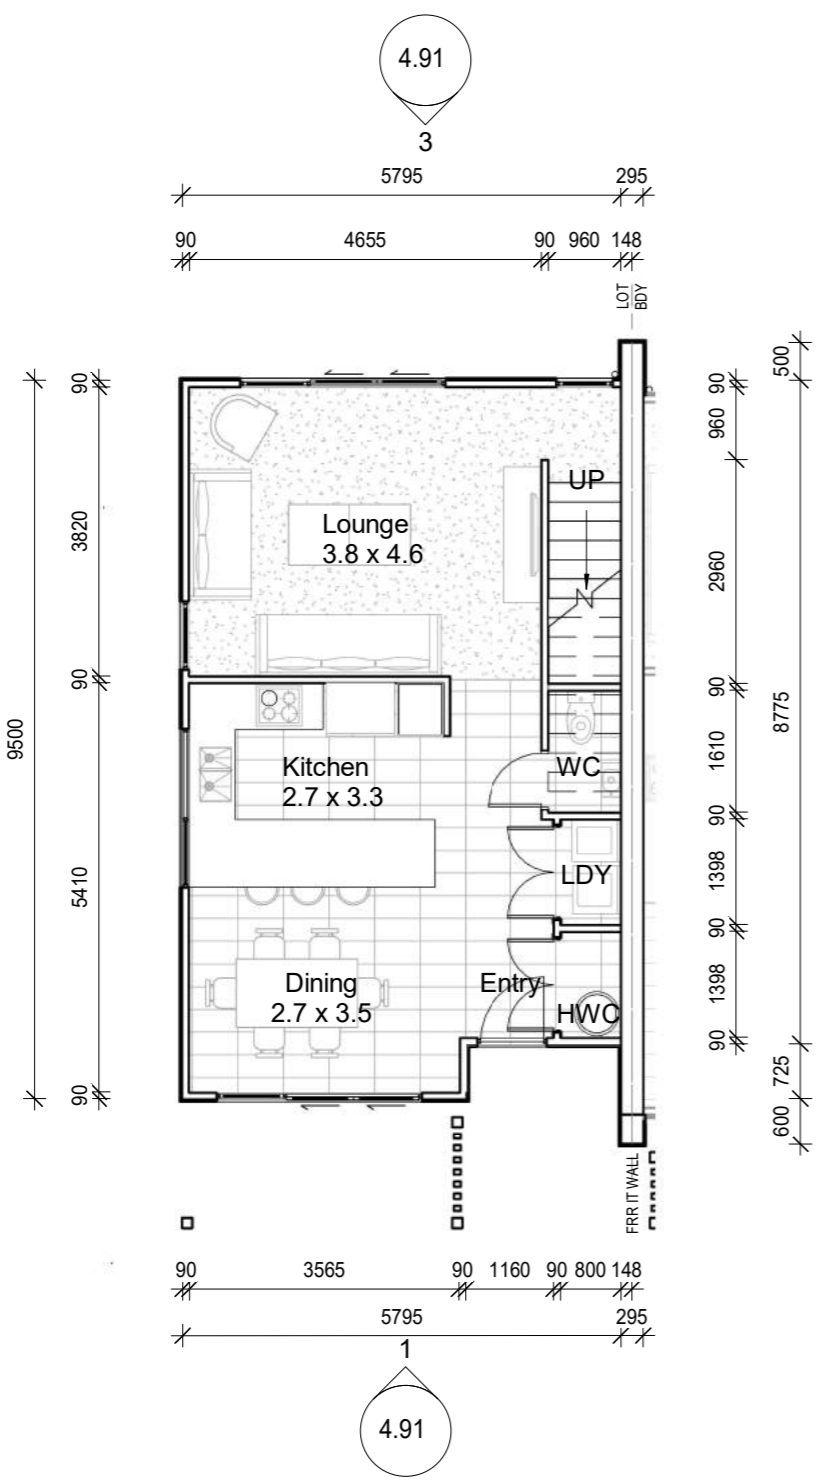 4.91
3
5795 295
90 4655 90 960 148
LOT
BDY
500
90
90
960
UP
Lounge
3.8 x 4.6
3820
2960
90
90
9500
8775
Kitchen
2.7 x 3.3
WC
1610
90
5410
LDY
1398
90
Dining
2.7 x 3.5
Entry
HWC
1398
90
90
725
600
FRR IT WALL
90 3565 90 1160 90 800 148
5795 295
1
4.91